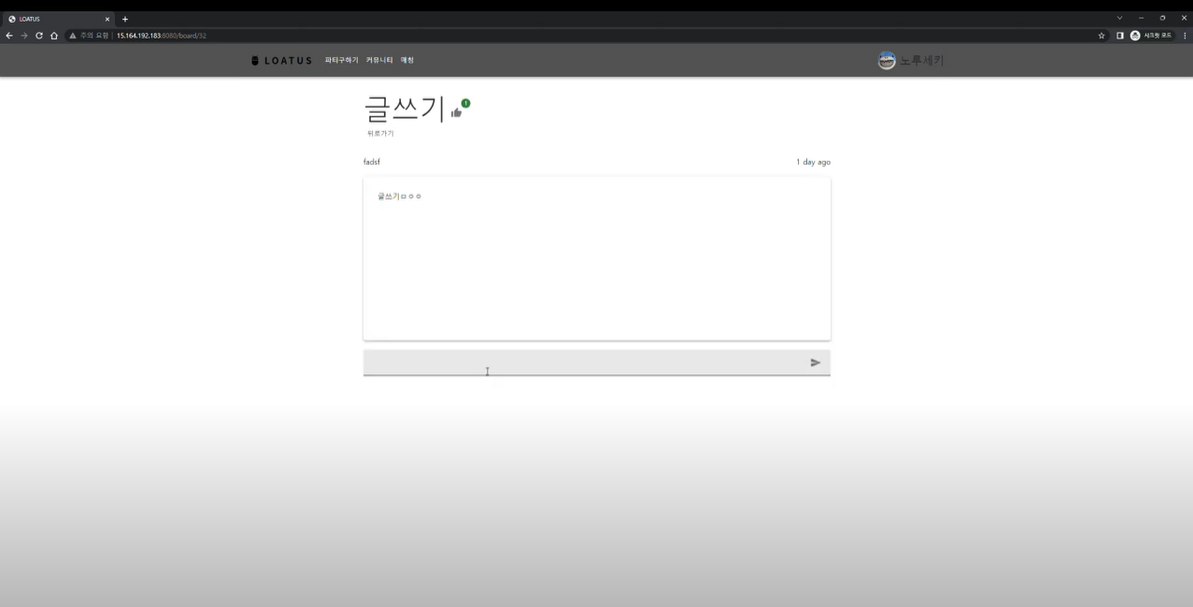 LOATUS
주의 요함 15.164.192.183:8080/board/32
시크릿 모드
LOATUS 파티구하기 커뮤니티 매칭
노루세키
글쓰기 1
뒤로가기
fadsf 1 day ago
글쓰기ㅁㅇㅇ